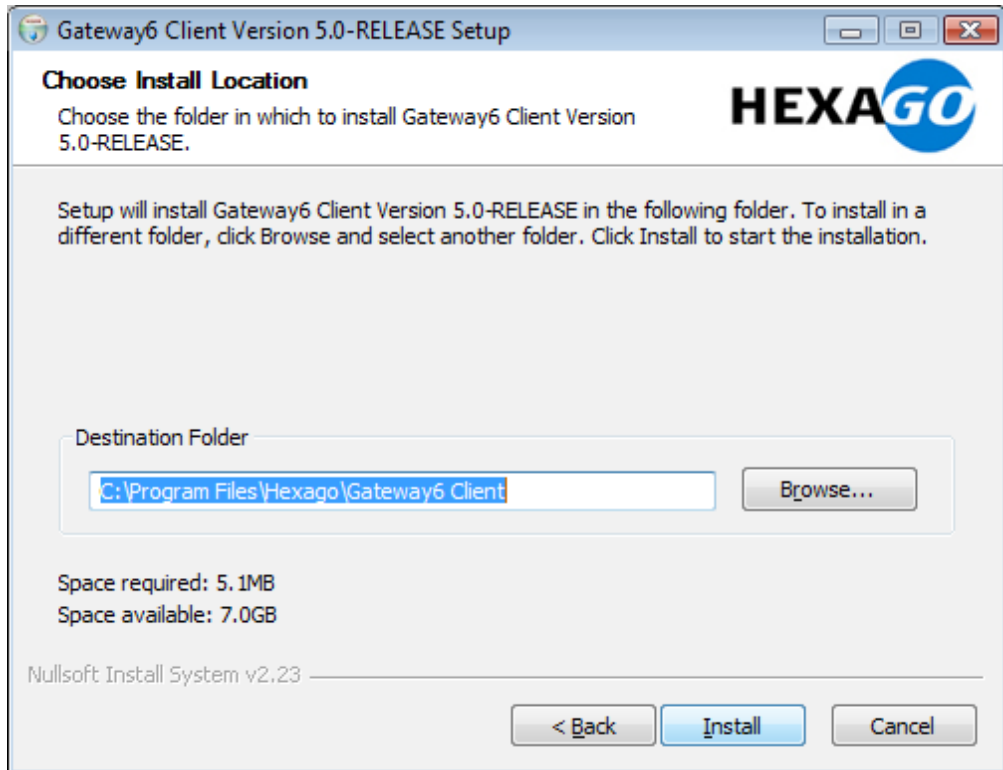 Gateway6 Client Version 5.0-RELEASE Setup
Choose Install Location
Choose the folder in which to install Gateway6 Client Version
5.0-RELEASE.
HEXAGO
Setup will install Gateway6 Client Version 5.0-RELEASE in the following folder. To install in a
different folder, click Browse and select another folder. Click Install to start the installation.
Destination Folder
C:\Program Files\Hexago\Gateway6 Client
Browse...
Space required: 5.1MB
Space available: 7.0GB
Nullsoft Install System v2.23
< Back
Install
Cancel